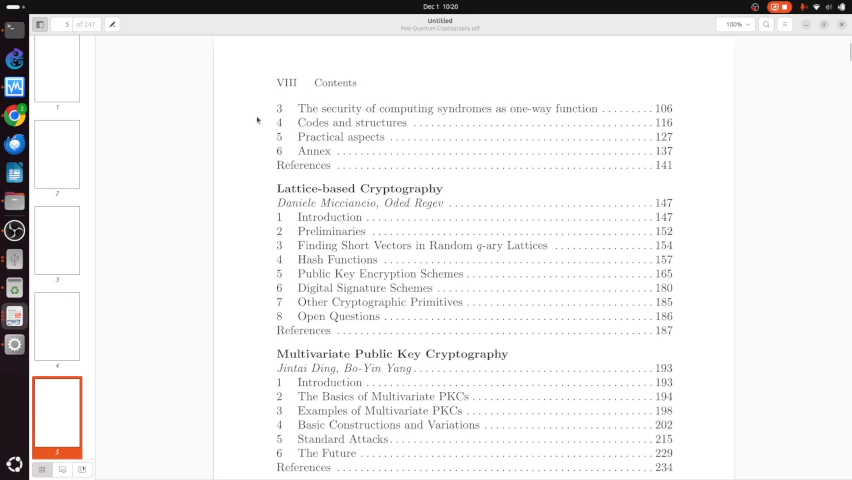 Dec 1 10:20
5 of 247
Untitled
Post-Quantum Cryptography.pdf
100%
VIII Contents
3 The security of computing syndromes as one-way function ......... 106
4 Codes and structures ......... 116
5 Practical aspects ......... 127
6 Annex ......... 137
References ......... 141
Lattice-based Cryptography
Daniele Micciancio, Oded Regev ......... 147
1 Introduction ......... 147
2 Preliminaries ......... 152
3 Finding Short Vectors in Random q-ary Lattices ......... 154
4 Hash Functions ......... 157
5 Public Key Encryption Schemes ......... 165
6 Digital Signature Schemes ......... 180
7 Other Cryptographic Primitives ......... 185
8 Open Questions ......... 186
References ......... 187
Multivariate Public Key Cryptography
Jintai Ding, Bo-Yin Yang ......... 193
1 Introduction ......... 193
2 The Basics of Multivariate PKCs ......... 194
3 Examples of Multivariate PKCs ......... 198
4 Basic Constructions and Variations ......... 202
5 Standard Attacks ......... 215
6 The Future ......... 229
References ......... 234
1
2
3
4
5
2